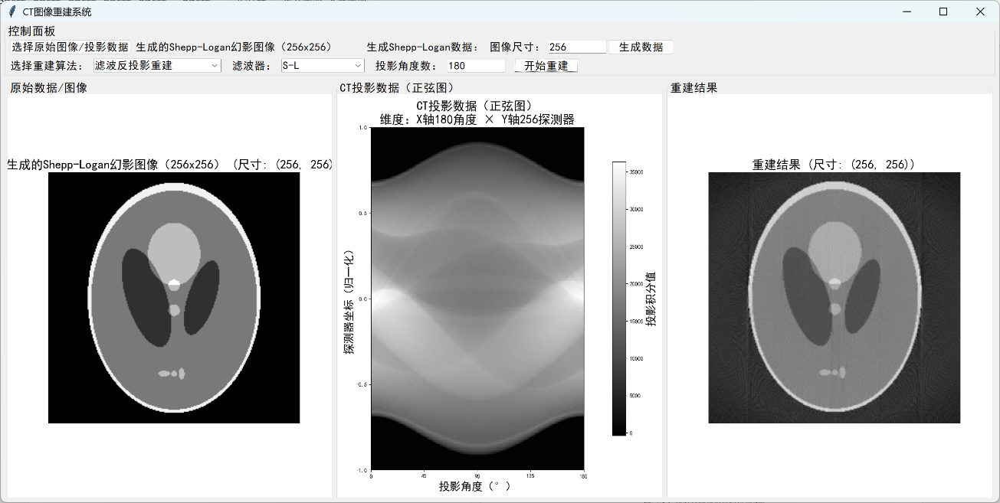 CT图像重建系统
控制面板
选择原始图像/投影数据 生成的Shepp-Logan幻影图像（256x256） 生成Shepp-Logan数据： 图像尺寸： 256 生成数据
选择重建算法： 滤波反投影重建 滤波器： S-L 投影角度数： 180 开始重建
原始数据/图像
生成的Shepp-Logan幻影图像（256x256） (尺寸: (256, 256)
CT投影数据（正弦图）
CT投影数据（正弦图）
维度：X轴180角度 × Y轴256探测器
1.0
0.5
0.0
-0.5
-1.0
探测器坐标（归一化）
0 45 90 135 180
投影角度（°）
35000
30000
25000
20000
15000
10000
5000
0
投影积分值
重建结果
重建结果 (尺寸: (256, 256))